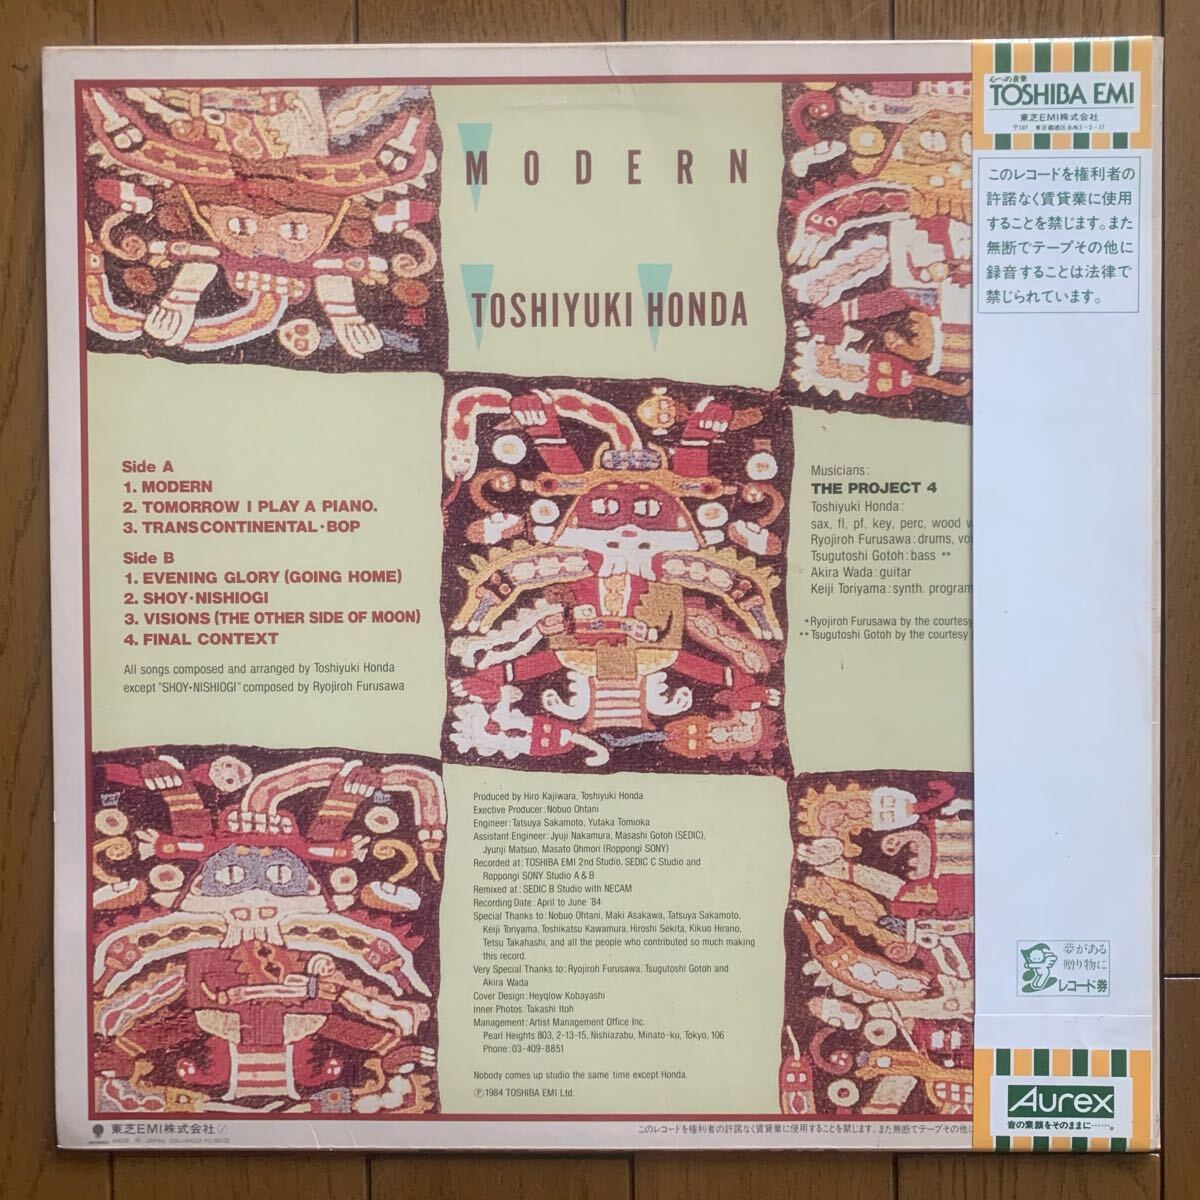 MODERN
TOSHIYUKI HONDA
Side A
1. MODERN
2. TOMORROW I PLAY A PIANO.
3. TRANSCONTINENTAL・BOP
Side B
1. EVENING GLORY (GOING HOME)
2. SHOY・NISHIOGI
3. VISIONS (THE OTHER SIDE OF MOON)
4. FINAL CONTEXT
All songs composed and arranged by Toshiyuki Honda
except "SHOY・NISHIOGI" composed by Ryojiroh Furusawa
Musicians:
THE PROJECT 4
Toshiyuki Honda:
sax, fl, pf, key, perc, wood w
Ryojiroh Furusawa: drums, vo
Tsugutoshi Gotoh: bass **
Akira Wada: guitar
Keiji Toriyama: synth. program
*Ryojiroh Furusawa by the courtesy
**Tsugutoshi Gotoh by the courtesy
Produced by Hiro Kajiwara, Toshiyuki Honda
Exective Producer: Nobuo Ohtani
Engineer: Tatsuya Sakamoto, Yutaka Tomioka
Assistant Engineer: Jyuji Nakamura, Masashi Gotoh (SEDIC),
Jyunji Matsuo, Masato Ohmori (Roppongi SONY)
Recorded at: TOSHIBA EMI 2nd Studio, SEDIC C Studio and
Roppongi SONY Studio A & B
Remixed at: SEDIC B Studio with NECAM
Recording Date: April to June '84
Special Thanks to: Nobuo Ohtani, Maki Asakawa, Tatsuya Sakamoto,
Keiji Toriyama, Toshikatsu Kawamura, Hiroshi Sekita, Kikuo Hirano,
Tetsu Takahashi, and all the people who contributed so much making
this record.
Very Special Thanks to: Ryojiroh Furusawa, Tsugutoshi Gotoh and
Akira Wada
Cover Design: Heyqlow Kobayashi
Inner Photos: Takashi Itoh
Management: Artist Management Office Inc.
Pearl Heights 803, 2-13-15, Nishiazabu, Minato-ku, Tokyo, 106
Phone: 03-409-8851
Nobody comes up studio the same time except Honda.
Ⓟ1984 TOSHIBA EMI Ltd.
東芝EMI株式会社
MADE IN JAPAN
このレコードを権利者の許諾なく賃貸業に使用することを禁じます。また無断でテープその他に
心への音楽
TOSHIBA EMI
東芝EMI株式会社
〒107 東京都港区赤坂2-2-17
このレコードを権利者の
許諾なく賃貸業に使用
することを禁じます。また
無断でテープその他に
録音することは法律で
禁じられています。
夢がある
贈り物に
レコード券
Aurex
音の素顔をそのままに……。